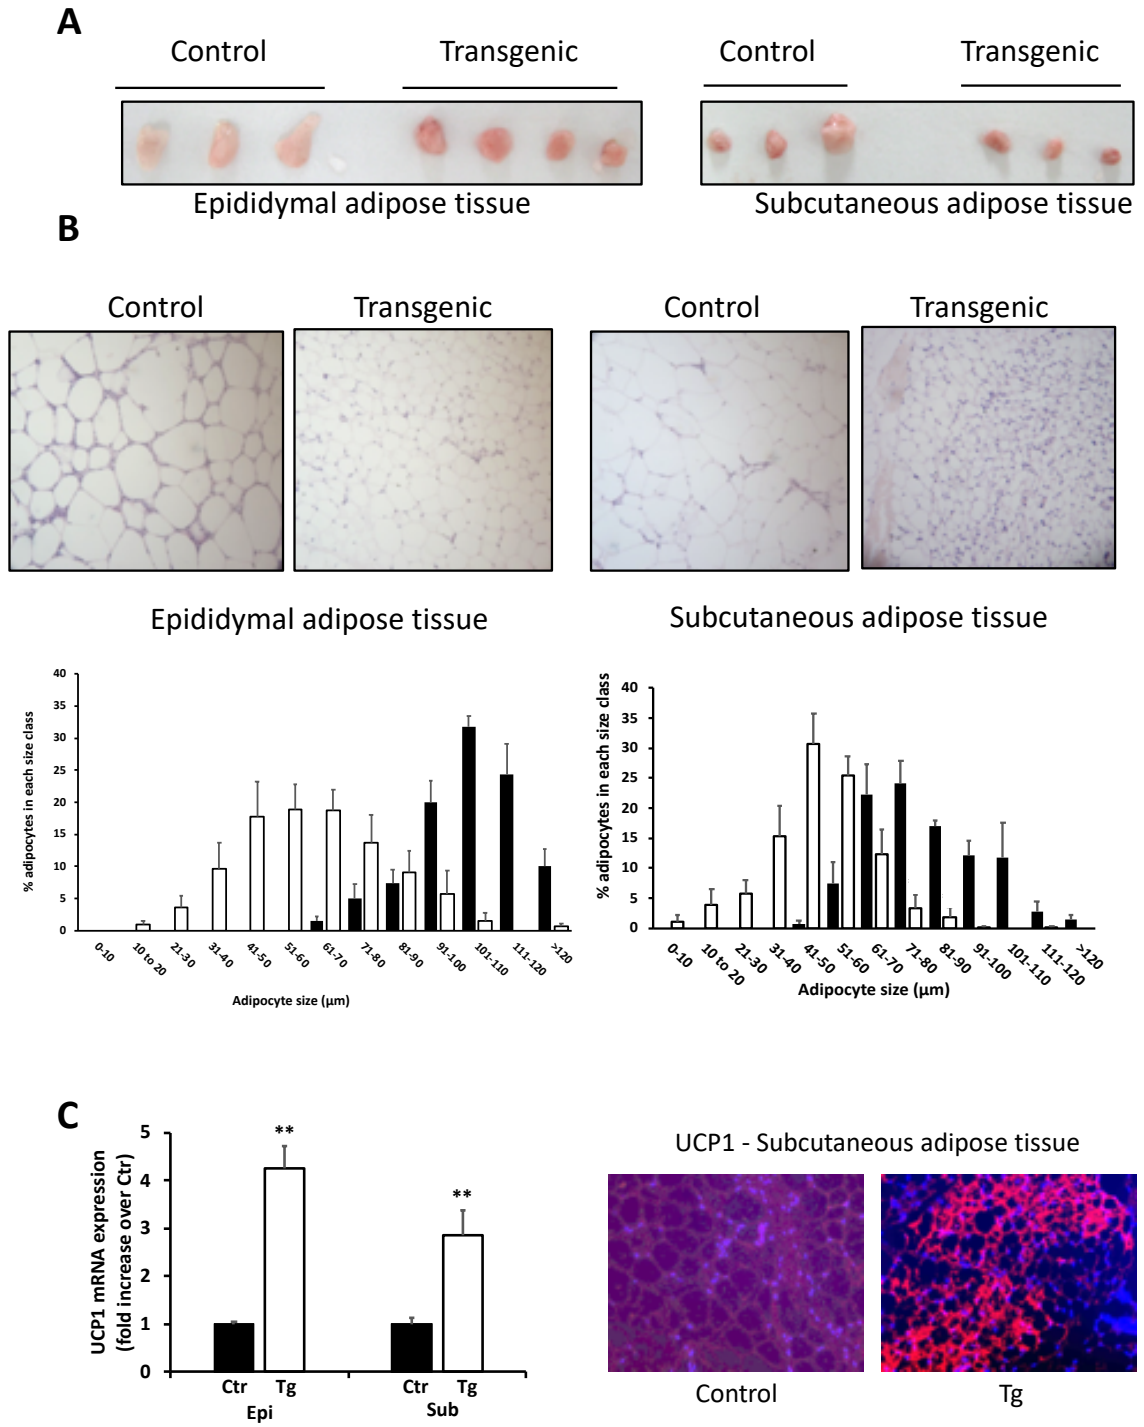 A
Control
Transgenic
Control
Transgenic
Epididymal adipose tissue
Subcutaneous adipose tissue
B
Control
Transgenic
Control
Transgenic
Epididymal adipose tissue
Subcutaneous adipose tissue
% adipocytes in each size class
40
35
30
25
20
15
10
5
0
0-10
10 to 20
21-30
31-40
41-50
51-60
61-70
71-80
81-90
91-100
101-110
111-120
>120
Adipocyte size (µm)
% adipocytes in each size class
40
35
30
25
20
15
10
5
0
0-10
10 to 20
21-30
31-40
41-50
51-60
61-70
71-80
81-90
91-100
101-110
111-120
>120
Adipocyte size (µm)
C
UCP1 mRNA expression
(fold increase over Ctr)
5
4
3
2
1
0
**
**
Ctr
Tg
Ctr
Tg
Epi
Sub
UCP1 - Subcutaneous adipose tissue
Control
Tg